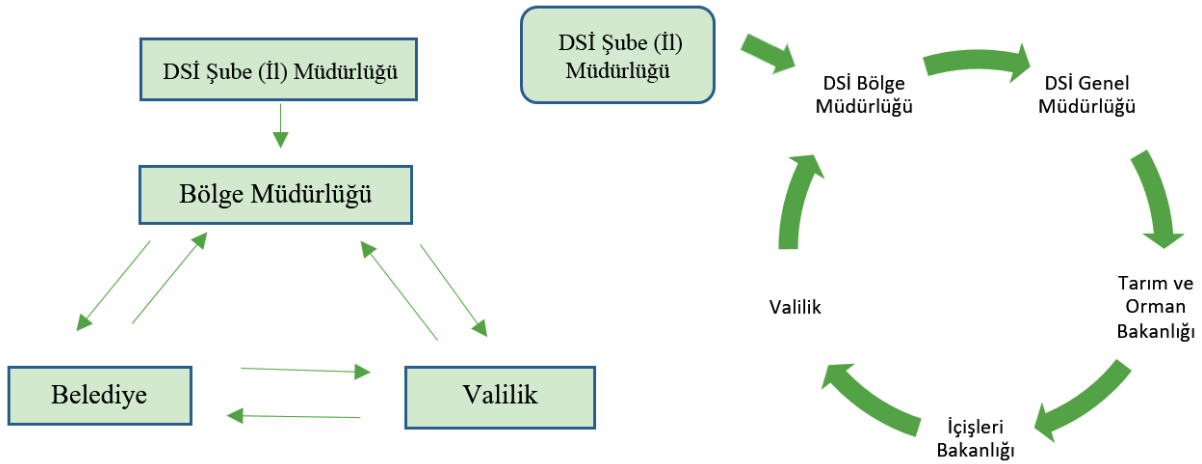 DSİ Şube (İl) Müdürlüğü
Bölge Müdürlüğü
Belediye
Valilik
DSİ Şube (İl)
Müdürlüğü
DSİ Bölge
Müdürlüğü
DSİ Genel
Müdürlüğü
Tarım ve
Orman
Bakanlığı
İçişleri
Bakanlığı
Valilik